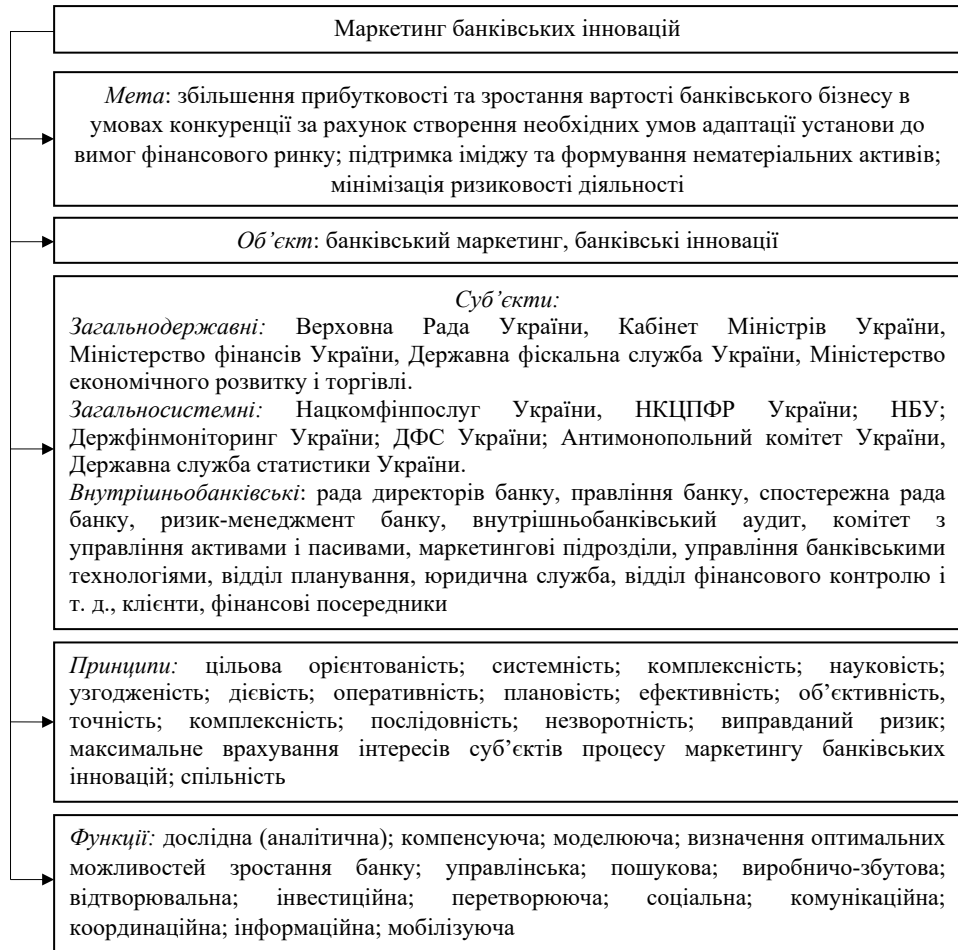 Маркетинг банківських інновацій
Мета: збільшення прибутковості та зростання вартості банківського бізнесу в
умовах конкуренції за рахунок створення необхідних умов адаптації установи до
вимог фінансового ринку; підтримка іміджу та формування нематеріальних активів;
мінімізація ризиковості діяльності
Об’єкт: банківський маркетинг, банківські інновації
Суб’єкти:
Загальнодержавні: Верховна Рада України, Кабінет Міністрів України,
Міністерство фінансів України, Державна фіскальна служба України, Міністерство
економічного розвитку і торгівлі.
Загальносистемні: Нацкомфінпослуг України, НКЦПФР України; НБУ;
Держфінмоніторинг України; ДФС України; Антимонопольний комітет України,
Державна служба статистики України.
Внутрішньобанківські: рада директорів банку, правління банку, спостережна рада
банку, ризик-менеджмент банку, внутрішньобанківський аудит, комітет з
управління активами і пасивами, маркетингові підрозділи, управління банківськими
технологіями, відділ планування, юридична служба, відділ фінансового контролю і
т. д., клієнти, фінансові посередники
Принципи: цільова орієнтованість; системність; комплексність; науковість;
узгодженість; дієвість; оперативність; плановість; ефективність; об’єктивність,
точність; комплексність; послідовність; незворотність; виправданий ризик;
максимальне врахування інтересів суб’єктів процесу маркетингу банківських
інновацій; спільність
Функції: дослідна (аналітична); компенсуюча; моделююча; визначення оптимальних
можливостей зростання банку; управлінська; пошукова; виробничо-збутова;
відтворювальна; інвестиційна; перетворююча; соціальна; комунікаційна;
координаційна; інформаційна; мобілізуюча